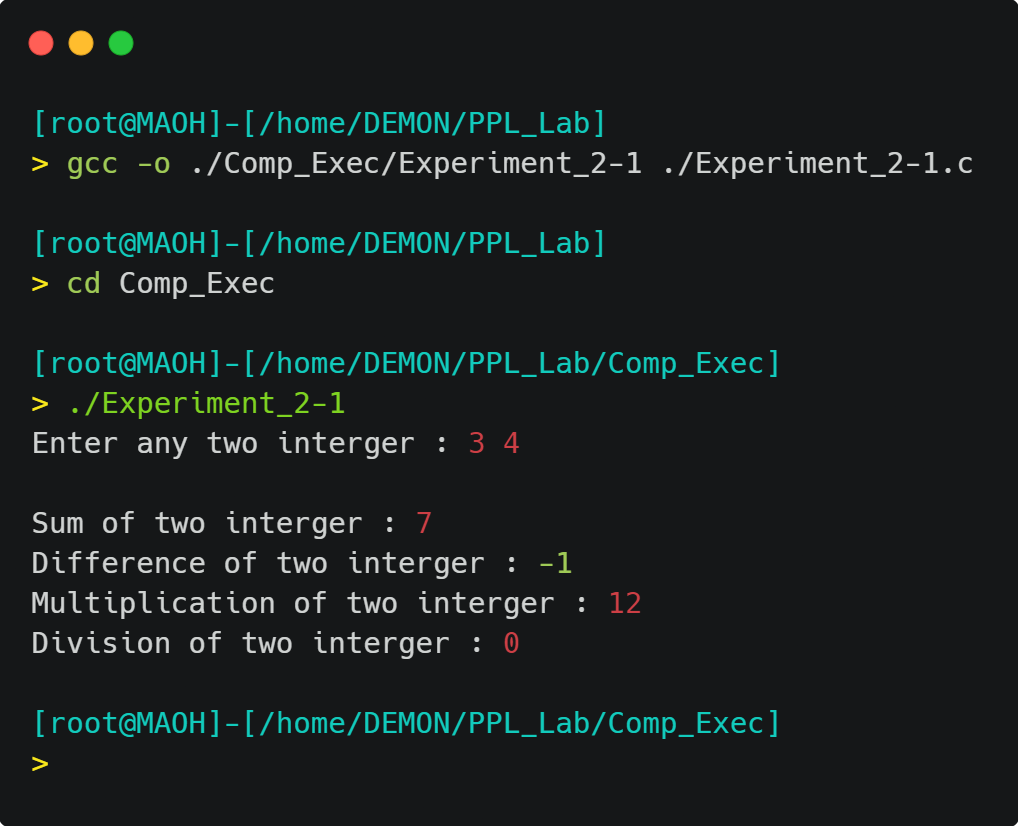 [root@MAOH]-[/home/DEMON/PPL_Lab]
> gcc -o ./Comp_Exec/Experiment_2-1 ./Experiment_2-1.c
[root@MAOH]-[/home/DEMON/PPL_Lab]
> cd Comp_Exec
[root@MAOH]-[/home/DEMON/PPL_Lab/Comp_Exec]
> ./Experiment_2-1
Enter any two interger : 3 4
Sum of two interger : 7
Difference of two interger : -1
Multiplication of two interger : 12
Division of two interger : 0
[root@MAOH]-[/home/DEMON/PPL_Lab/Comp_Exec]
>